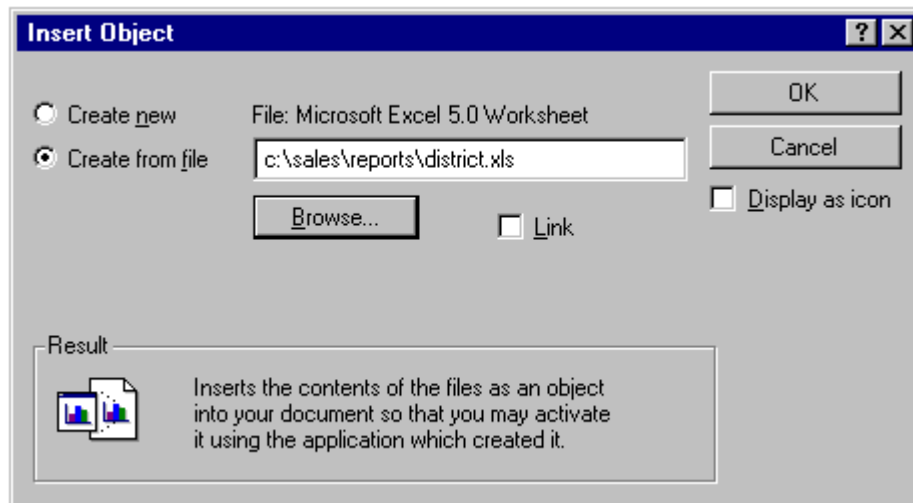 Insert Object
Create new
File: Microsoft Excel 5.0 Worksheet
OK
Create from file
c:\sales\reports\district.xls
Cancel
Browse...
Link
Display as icon
Result
Inserts the contents of the files as an object
into your document so that you may activate
it using the application which created it.